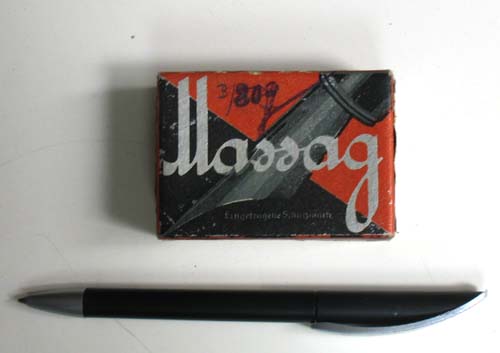 3/809
Massag
Eingetragene Schutzmarke